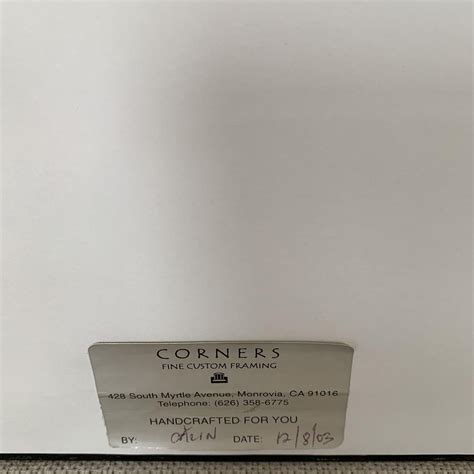 CORNERS
FINE CUSTOM FRAMING
428 South Myrtle Avenue, Monrovia, CA 91016
Telephone: (626) 358-6775
HANDCRAFTED FOR YOU
BY: DATE: 12/8/03